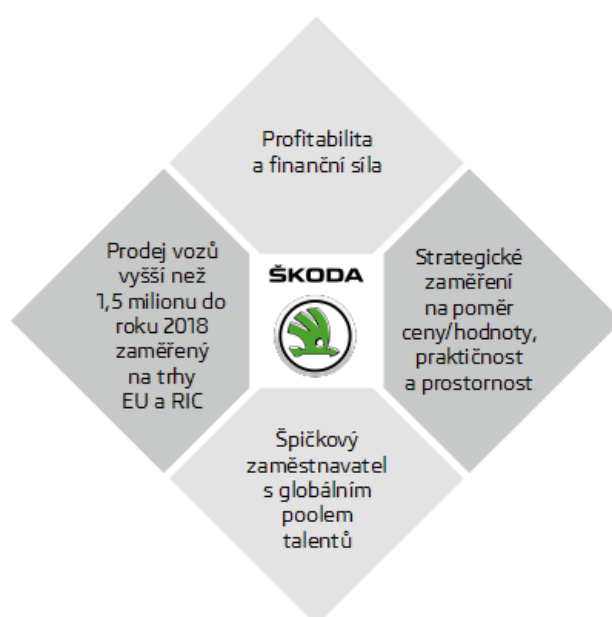 Profitabilita
a finanční síla
Prodej vozů
vyšší než
1,5 milionu do
roku 2018
zaměřený
na trhy
EU a RIC
ŠKODA
Strategické
zaměření
na poměr
ceny/hodnoty,
praktičnost
a prostornost
Špičkový
zaměstnavatel
s globálním
poolem
talentů